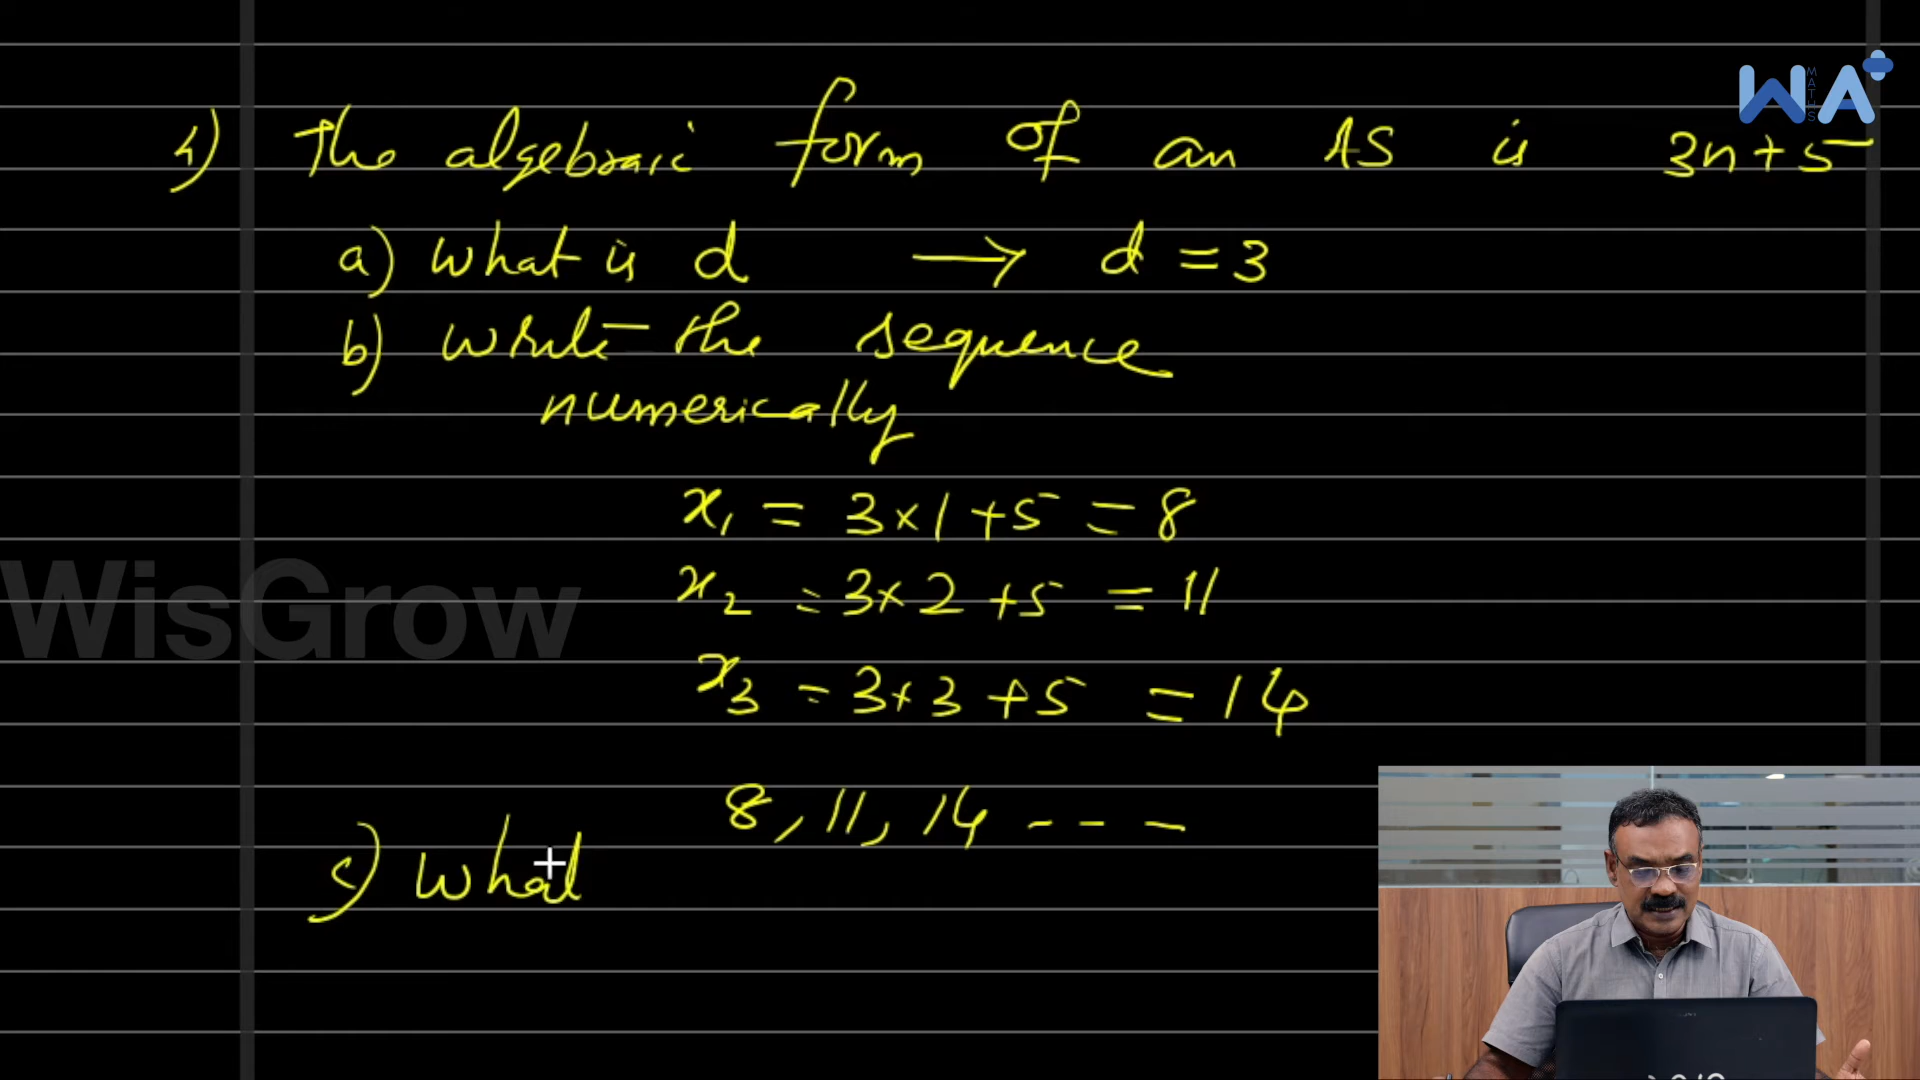 WA+
MATHS
4) The algebraic form of an AS is 3n+5
a) what is d → d = 3
b) write the sequence
numerically
x₁ = 3×1+5 = 8
x₂ = 3×2+5 = 11
x₃ = 3×3+5 = 14
8, 11, 14 - - -
c) what
WisGrow